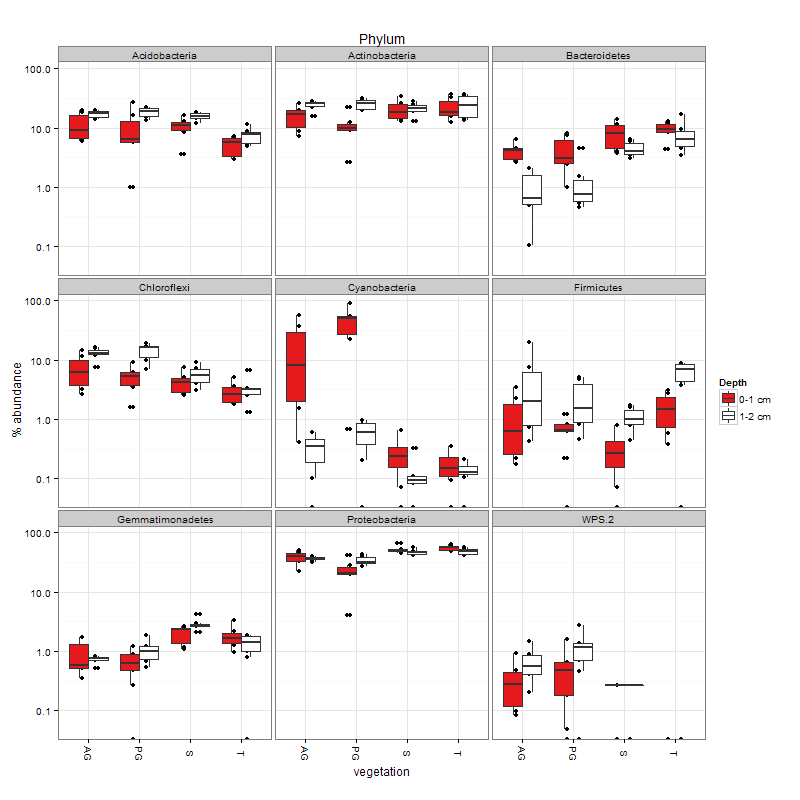 Phylum
Acidobacteria Actinobacteria Bacteroidetes
100.0
10.0
1.0
0.1
Chloroflexi Cyanobacteria Firmicutes
100.0
10.0
1.0
0.1
Gemmatimonadetes Proteobacteria WPS.2
100.0
10.0
1.0
0.1
AG PG S T AG PG S T AG PG S T
vegetation
% abundance
Depth
0-1 cm
1-2 cm